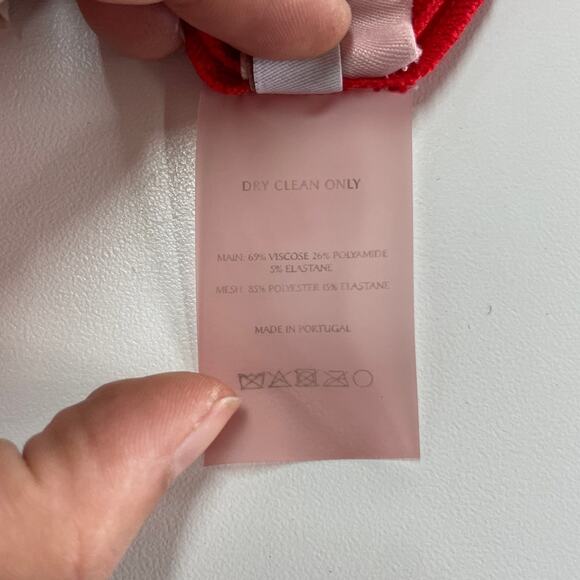 DRY CLEAN ONLY
MAIN: 69% VISCOSE 26% POLYAMIDE
5% ELASTANE
MESH: 85% POLYESTER 15% ELASTANE
MADE IN PORTUGAL